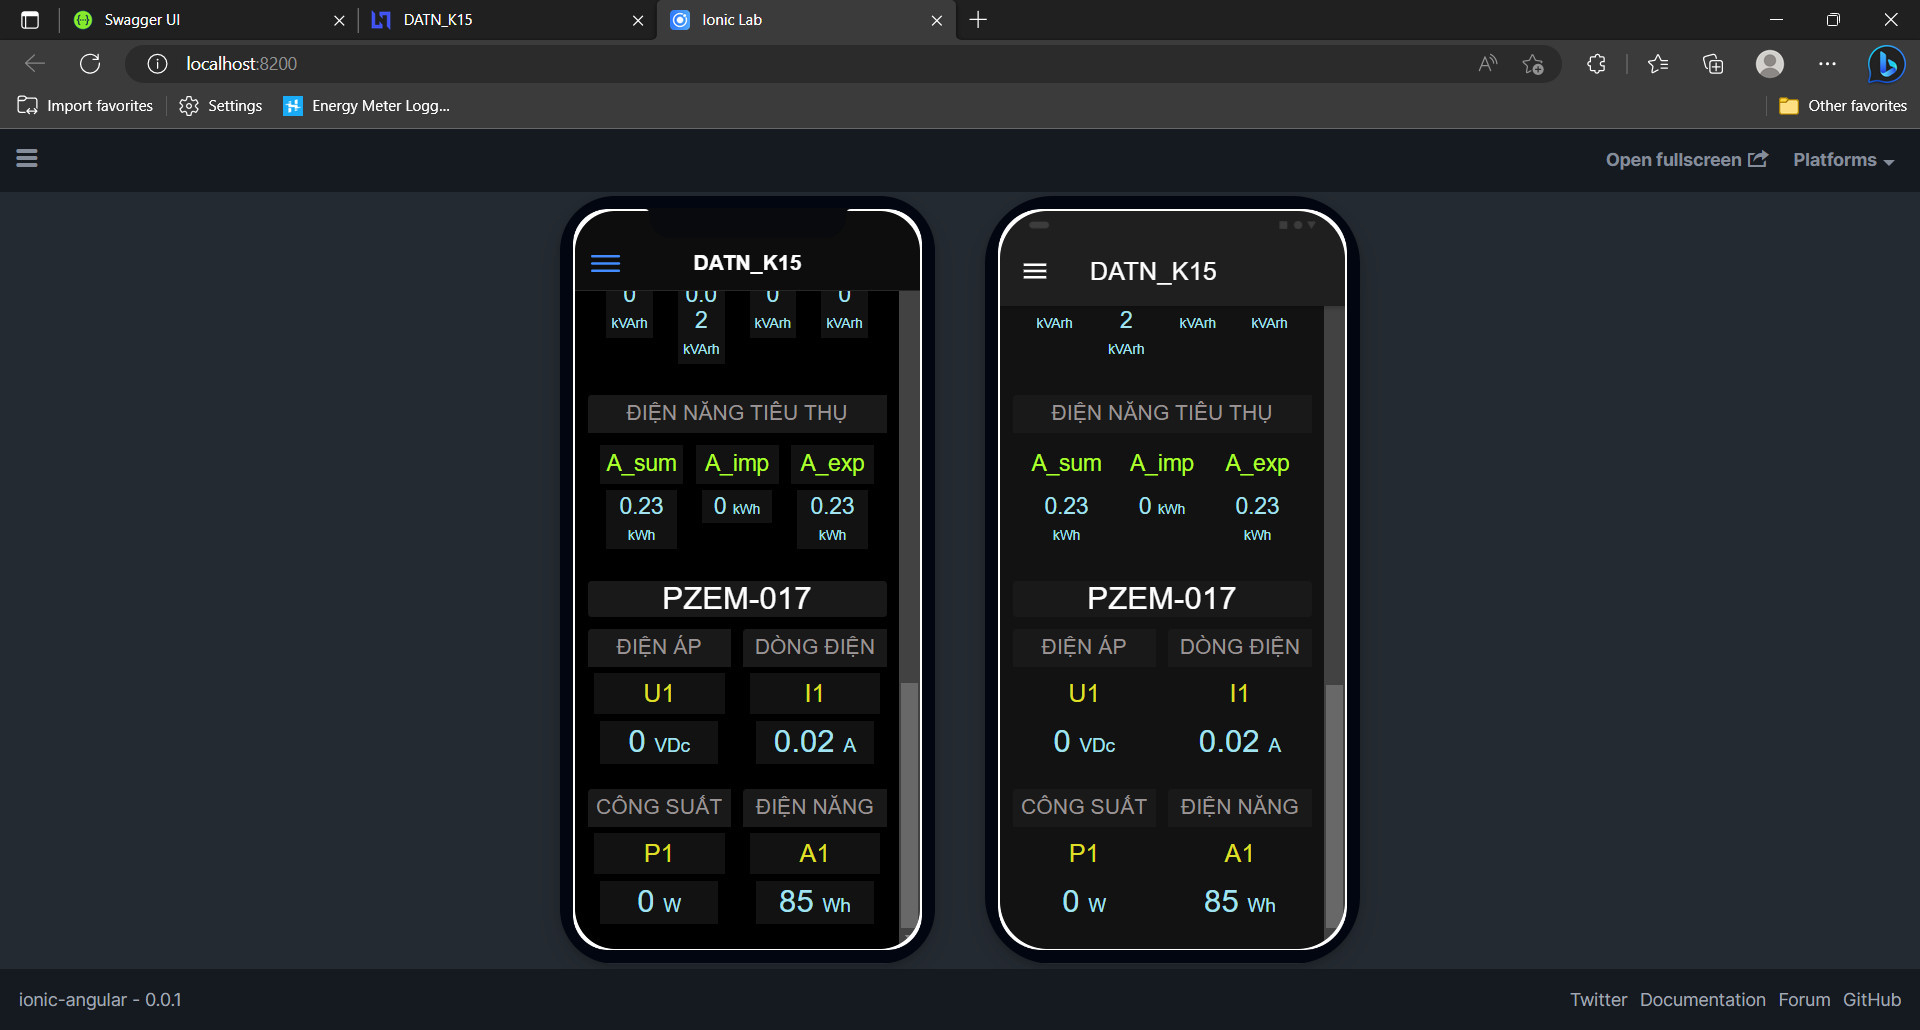 Swagger UI
DATN_K15
Ionic Lab
localhost:8200
Import favorites
Settings
Energy Meter Logg...
Other favorites
Open fullscreen
Platforms
DATN_K15
0 0.0 0 0
kVArh 2 kVArh kVArh
kVArh
ĐIỆN NĂNG TIÊU THỤ
A_sum A_imp A_exp
0.23 0 kWh 0.23
kWh kWh
PZEM-017
ĐIỆN ÁP DÒNG ĐIỆN
U1 I1
0 VDc 0.02 A
CÔNG SUẤT ĐIỆN NĂNG
P1 A1
0 W 85 Wh
DATN_K15
kVArh 2 kVArh kVArh
kVArh
ĐIỆN NĂNG TIÊU THỤ
A_sum A_imp A_exp
0.23 0 kWh 0.23
kWh kWh
PZEM-017
ĐIỆN ÁP DÒNG ĐIỆN
U1 I1
0 VDc 0.02 A
CÔNG SUẤT ĐIỆN NĂNG
P1 A1
0 W 85 Wh
ionic-angular - 0.0.1
Twitter Documentation Forum GitHub